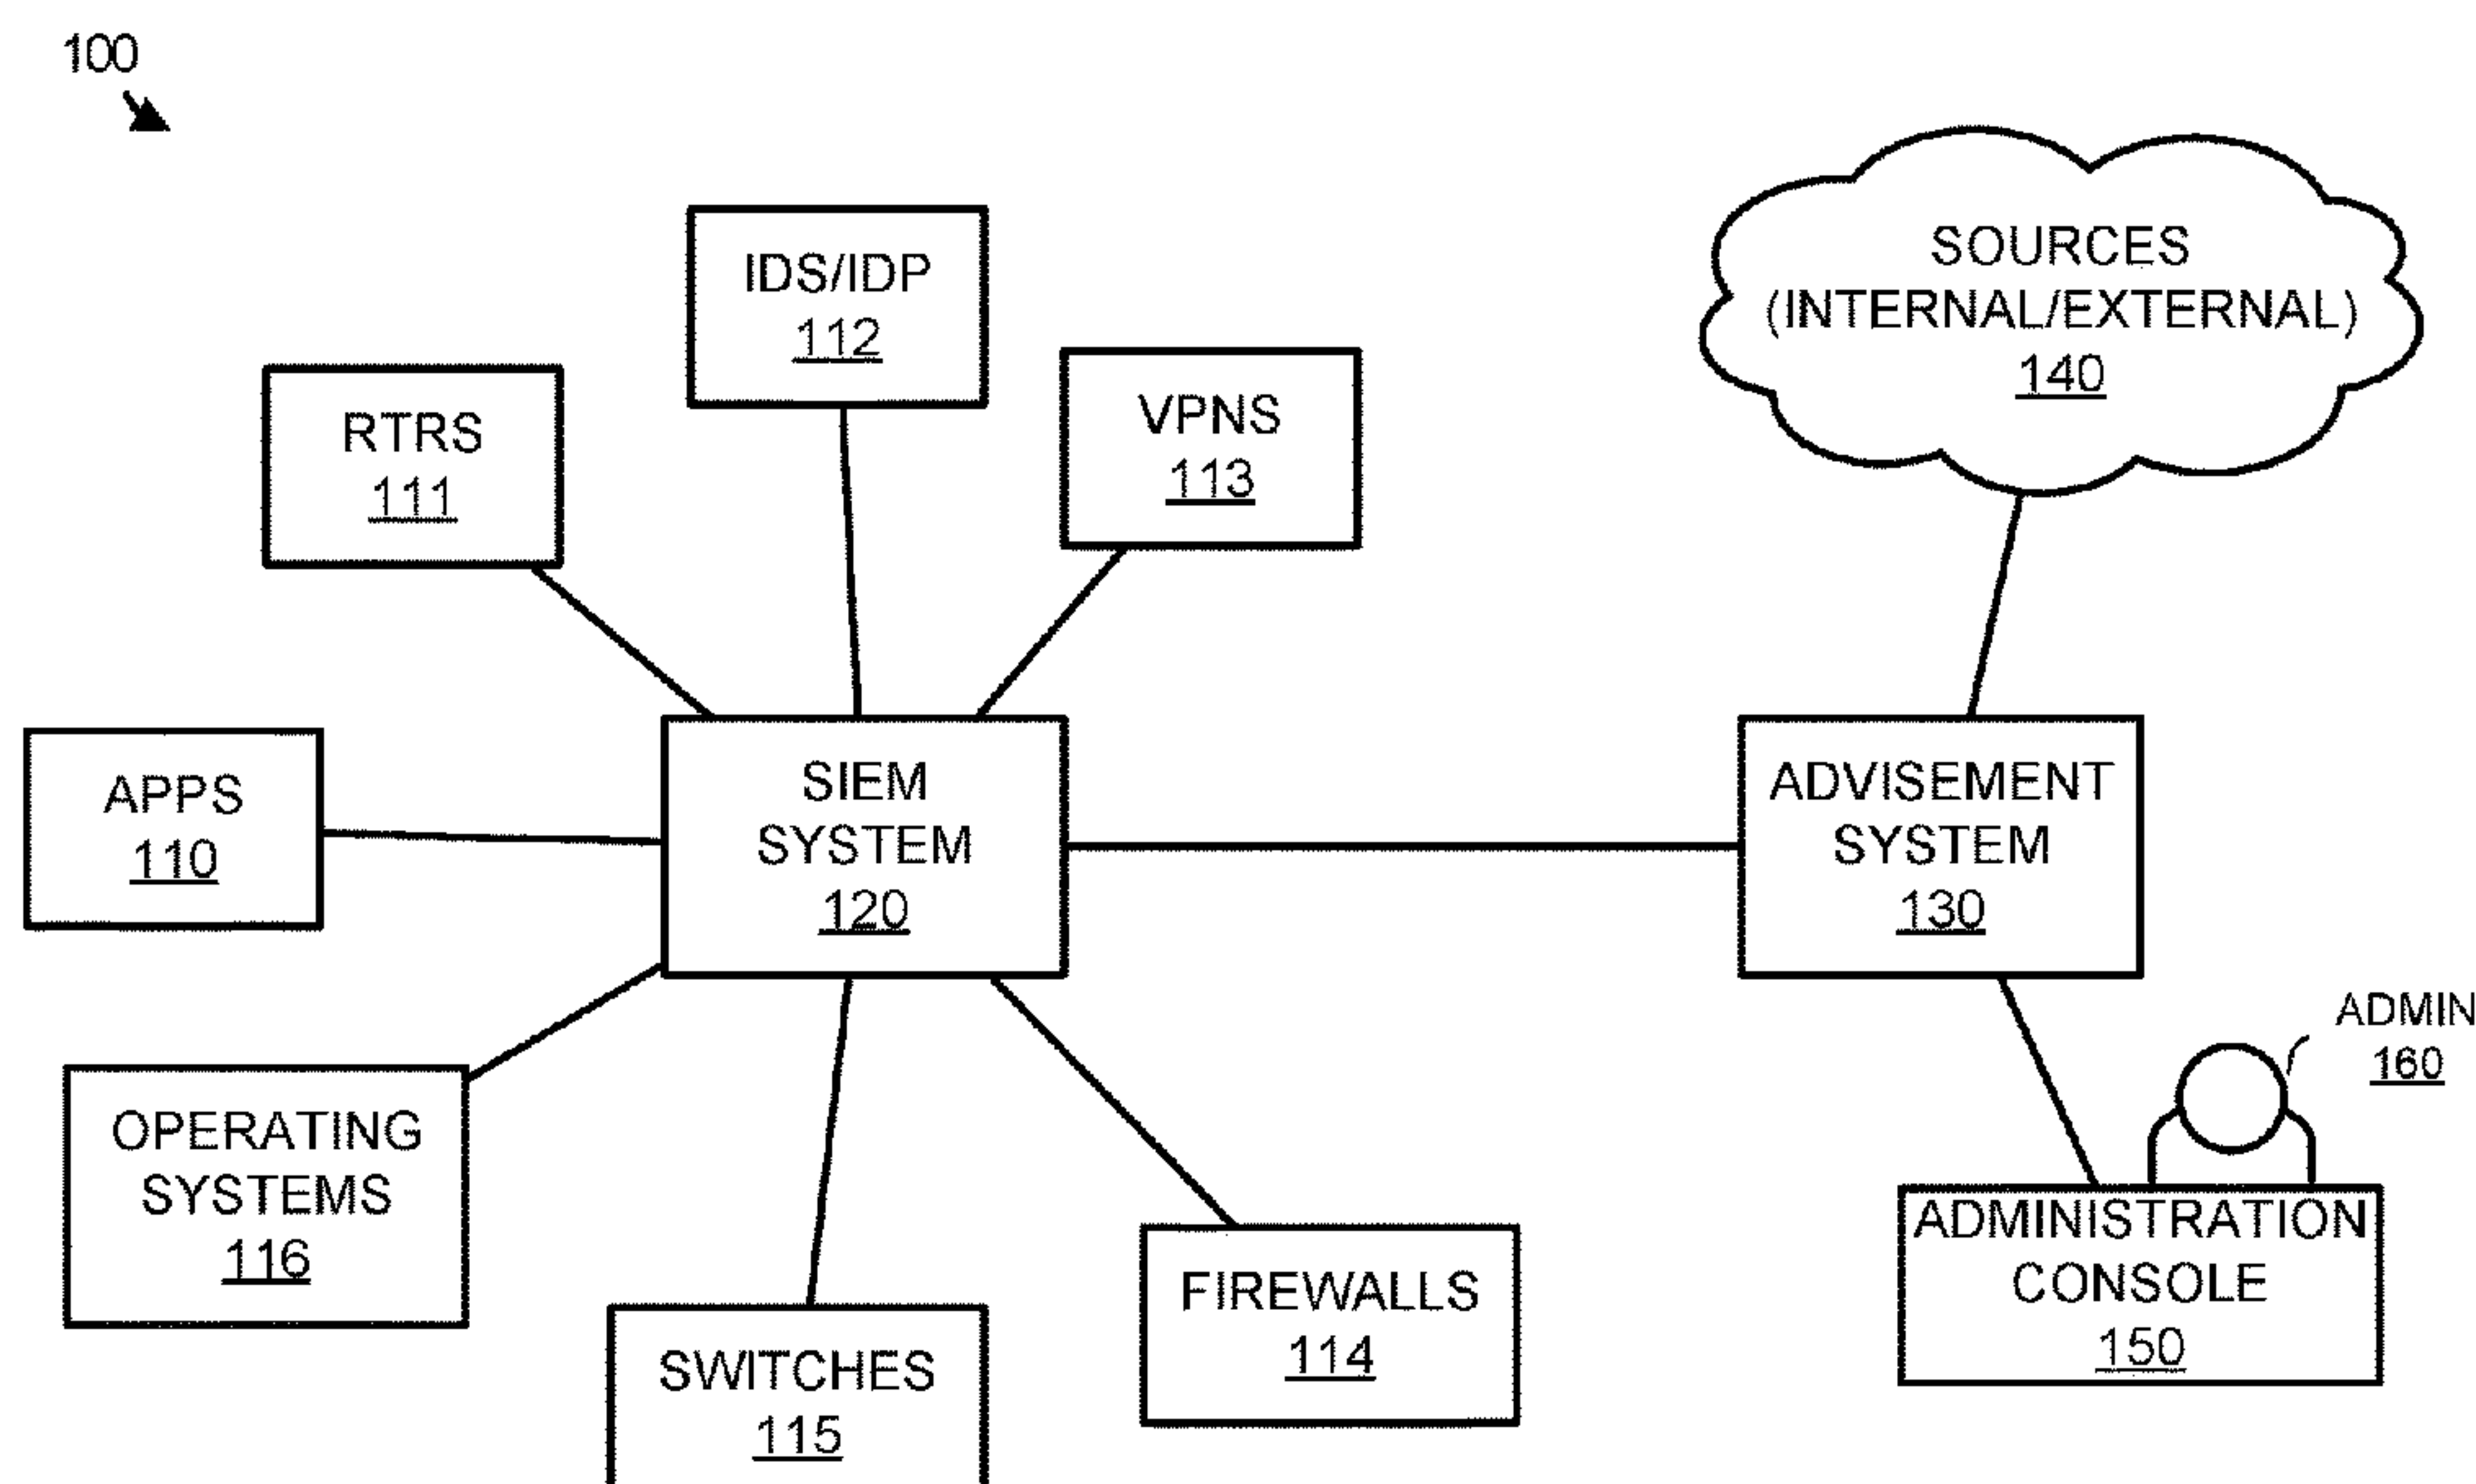 100
IDS/IDP
112
SOURCES
(INTERNAL/EXTERNAL)
140
RTRS
111
VPNS
113
APPS
110
SIEM
SYSTEM
120
ADVISEMENT
SYSTEM
130
ADMIN
160
OPERATING
SYSTEMS
116
ADMINISTRATION
CONSOLE
150
FIREWALLS
114
SWITCHES
115